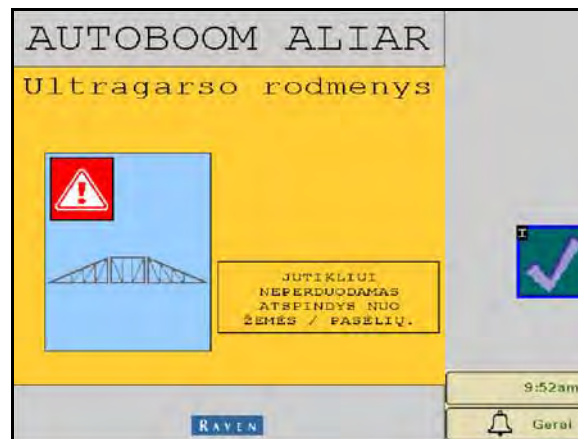 AUTOBOOM ALIAR
Ultragarso rodmenys
!
JUTIKLIUI
NEPERDUODAMAS
ATSPINDYS NUO
ŽEMĖS / PASĖLIŲ.
I
9:52am
RAVEN
Gerai